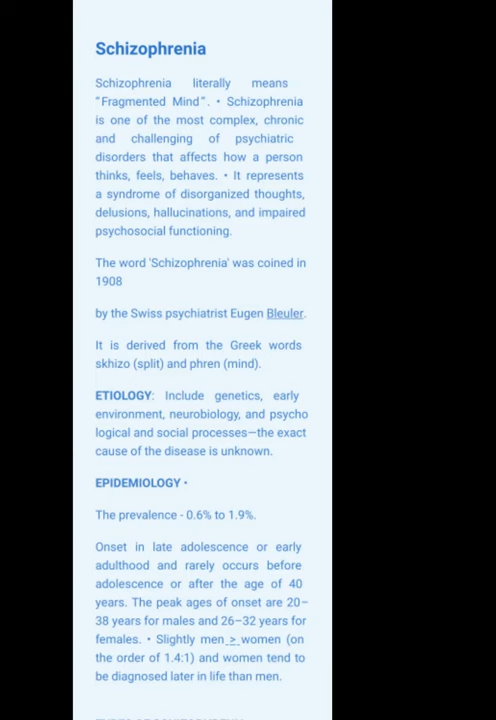 Schizophrenia
Schizophrenia literally means
"Fragmented Mind". • Schizophrenia
is one of the most complex, chronic
and challenging of psychiatric
disorders that affects how a person
thinks, feels, behaves. • It represents
a syndrome of disorganized thoughts,
delusions, hallucinations, and impaired
psychosocial functioning.
The word 'Schizophrenia' was coined in
1908
by the Swiss psychiatrist Eugen Bleuler.
It is derived from the Greek words
skhizo (split) and phren (mind).
ETIOLOGY: Include genetics, early
environment, neurobiology, and psycho
logical and social processes—the exact
cause of the disease is unknown.
EPIDEMIOLOGY •
The prevalence - 0.6% to 1.9%.
Onset in late adolescence or early
adulthood and rarely occurs before
adolescence or after the age of 40
years. The peak ages of onset are 20–
38 years for males and 26–32 years for
females. • Slightly men > women (on
the order of 1.4:1) and women tend to
be diagnosed later in life than men.